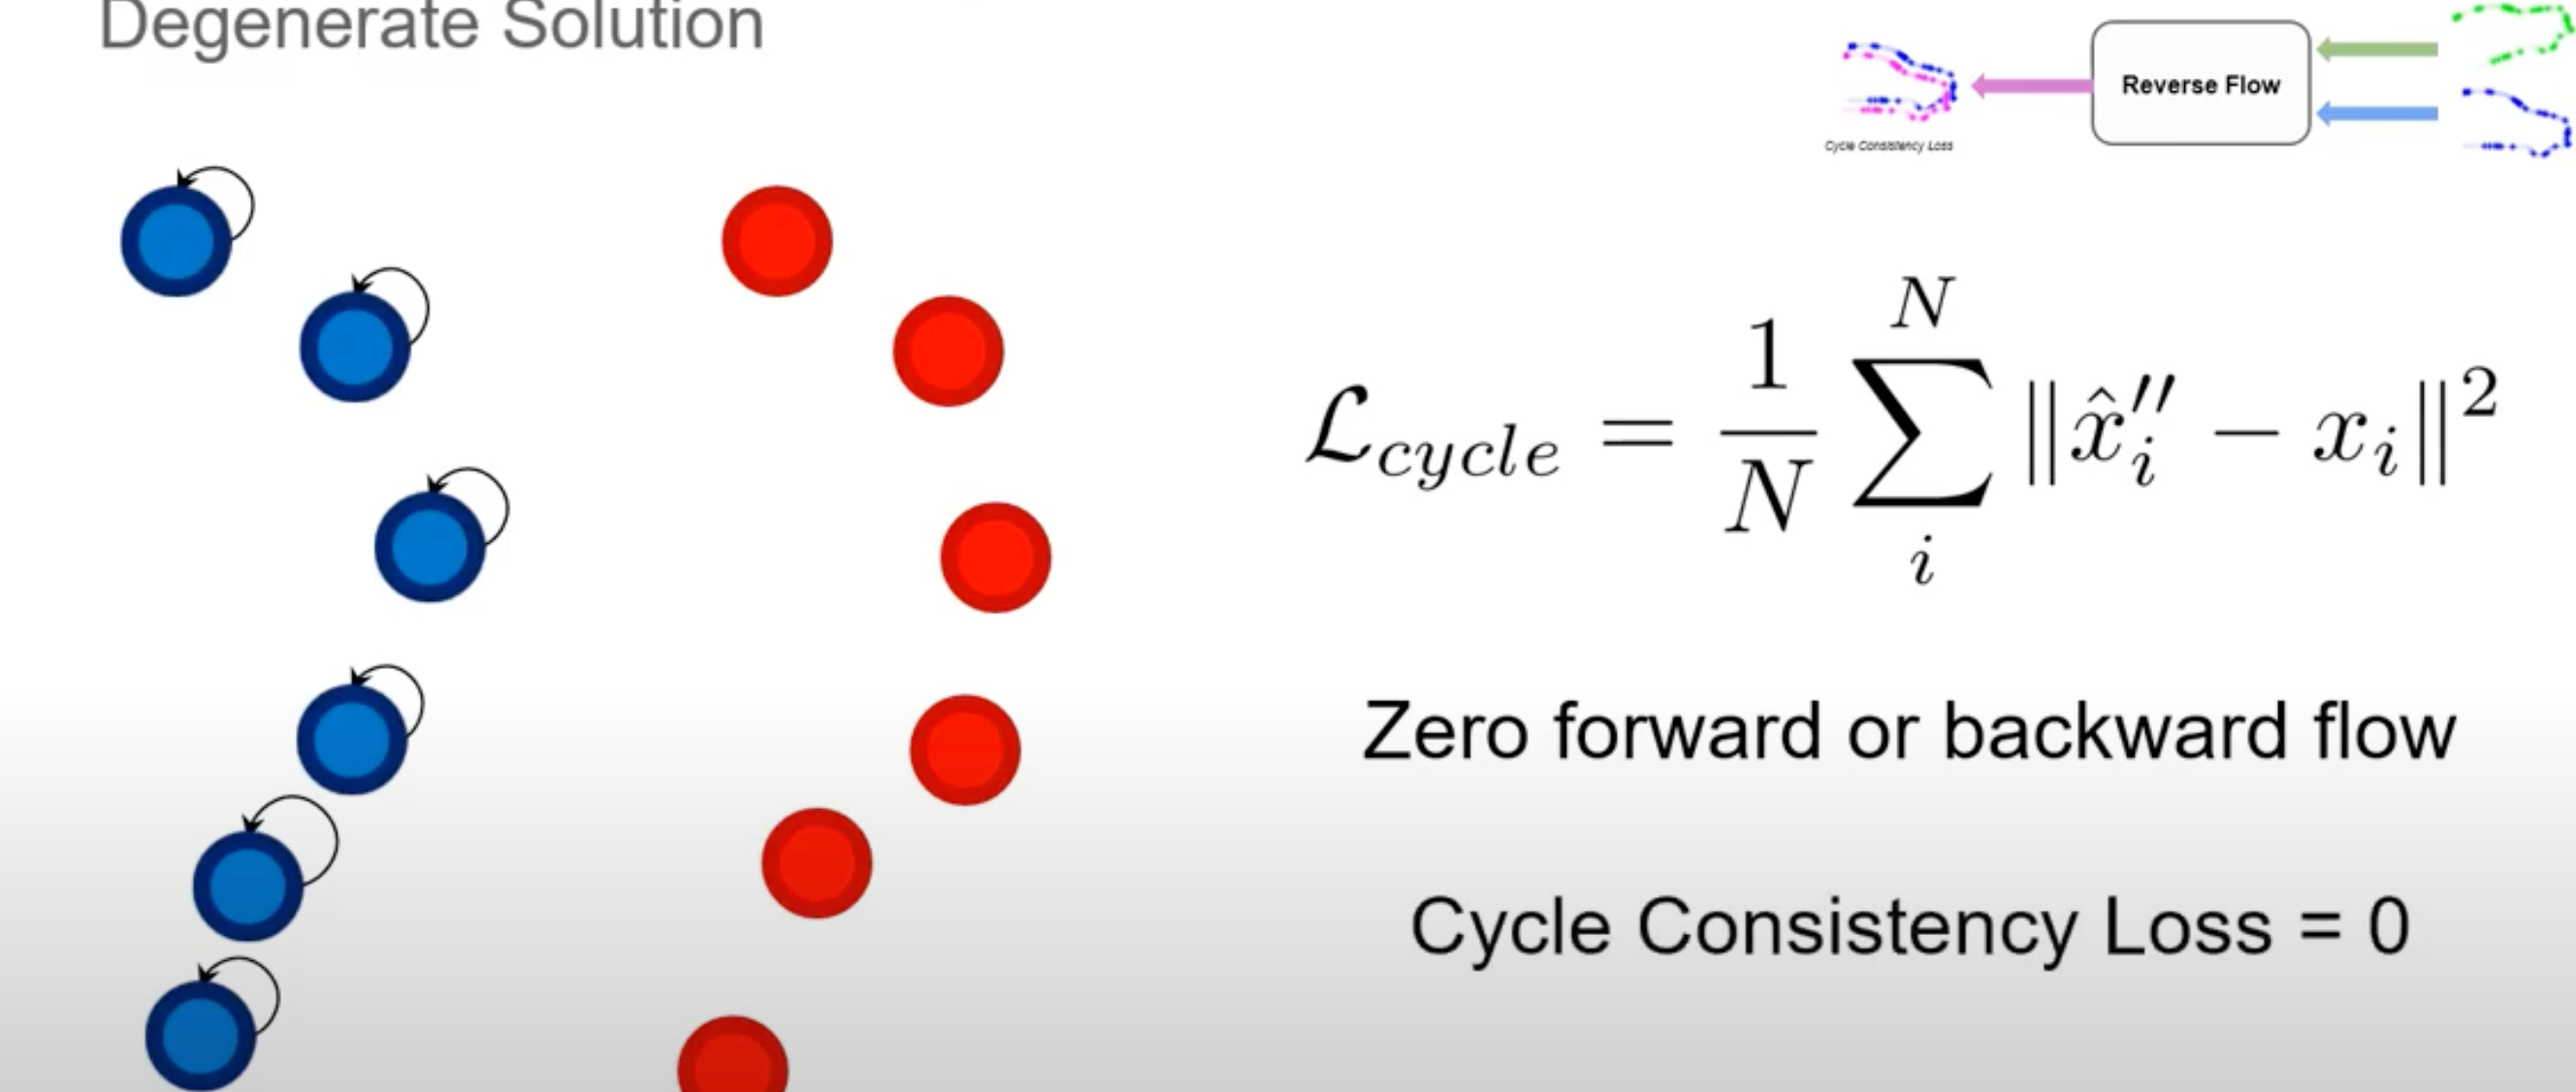 Degenerate Solution
Reverse Flow
Cycle Consistency Loss
$\mathcal{L}_{cycle} = \frac{1}{N} \sum_{i}^{N} \|\hat{x}_i'' - x_i\|^2$
Zero forward or backward flow
Cycle Consistency Loss = 0